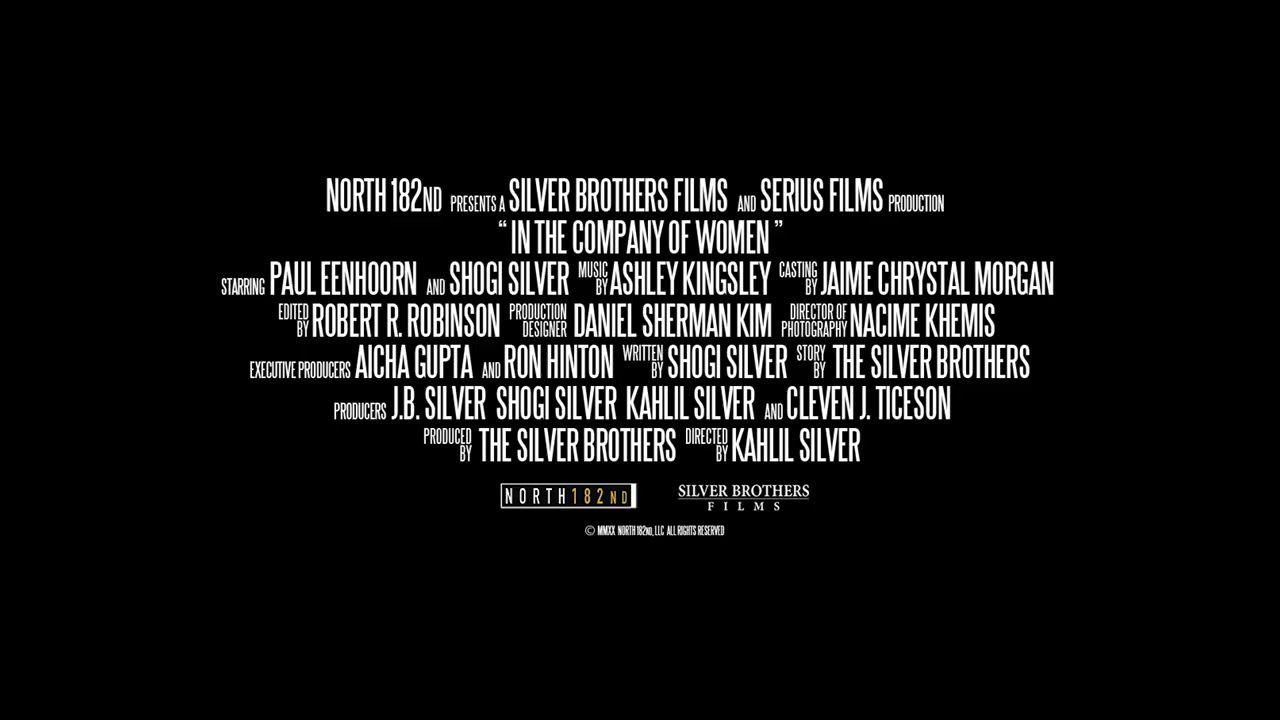 NORTH 182ND PRESENTS A SILVER BROTHERS FILMS AND SERIUS FILMS PRODUCTION
“ IN THE COMPANY OF WOMEN ”
STARRING PAUL EENHOORN AND SHOGI SILVER MUSIC BY ASHLEY KINGSLEY CASTING BY JAIME CHRYSTAL MORGAN
EDITED BY ROBERT R. ROBINSON PRODUCTION DESIGNER DANIEL SHERMAN KIM DIRECTOR OF PHOTOGRAPHY NACIME KHEMIS
EXECUTIVE PRODUCERS AICHA GUPTA AND RON HINTON WRITTEN BY SHOGI SILVER STORY BY THE SILVER BROTHERS
PRODUCERS J.B. SILVER SHOGI SILVER KAHLIL SILVER AND CLEVEN J. TICESON
PRODUCED BY THE SILVER BROTHERS DIRECTED BY KAHLIL SILVER
NORTH182ND SILVER BROTHERS FILMS
© MMXX NORTH 182ND, LLC ALL RIGHTS RESERVED